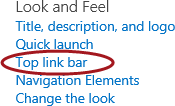 Look and Feel
Title, description, and logo
Quick launch
Top link bar
Navigation Elements
Change the look